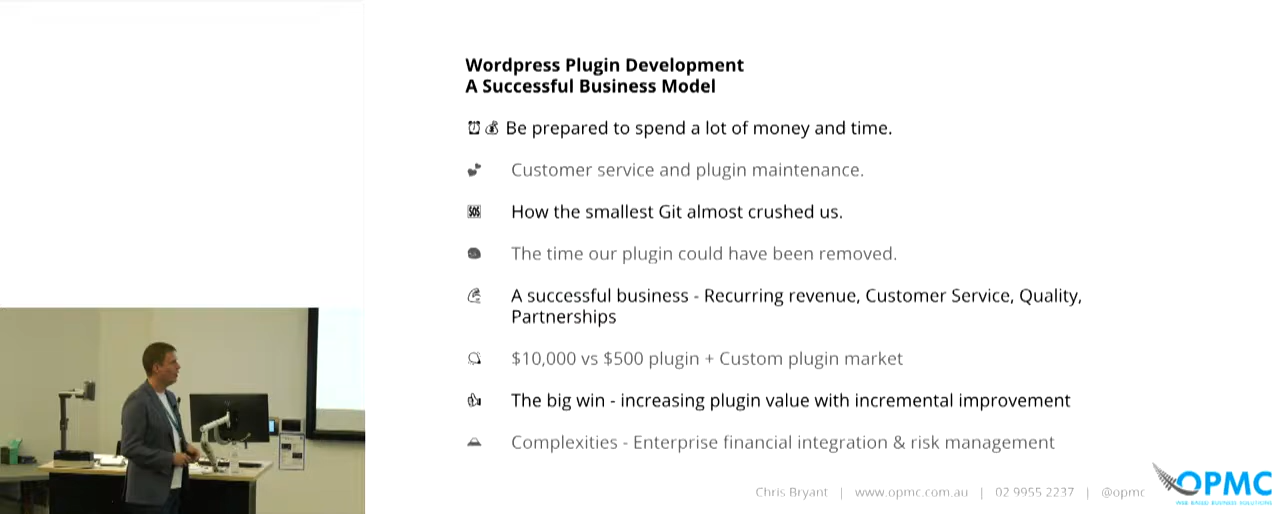 Wordpress Plugin Development
A Successful Business Model
Be prepared to spend a lot of money and time.
Customer service and plugin maintenance.
How the smallest Git almost crushed us.
The time our plugin could have been removed.
A successful business - Recurring revenue, Customer Service, Quality,
Partnerships
$10,000 vs $500 plugin + Custom plugin market
The big win - increasing plugin value with incremental improvement
Complexities - Enterprise financial integration & risk management
Chris Bryant | www.opmc.com.au | 02 9955 2237 | @opmc
OPMC
WEB BASED BUSINESS SOLUTIONS